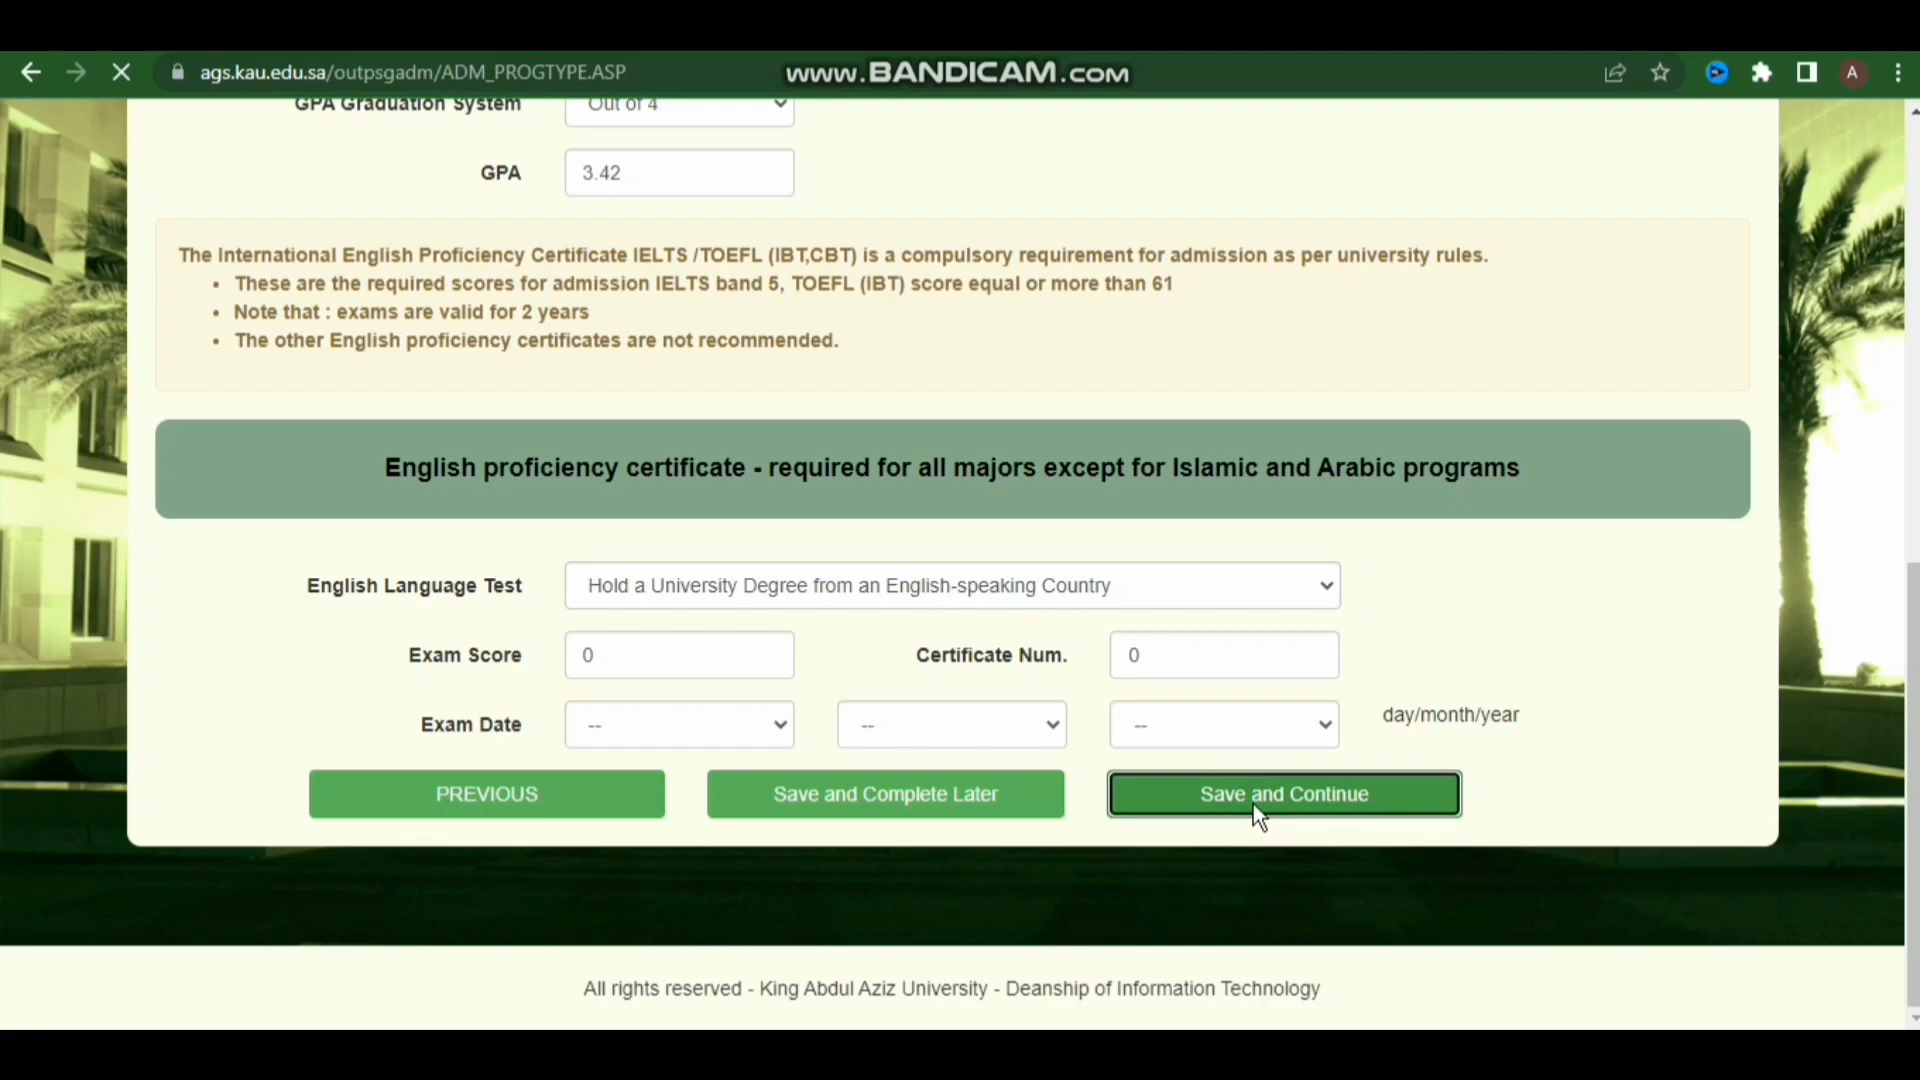 ags.kau.edu.sa/outpsgadm/ADM_PROGTYPE.ASP
www.BANDICAM.com
A
GPA Graduation System
Out of 4
GPA
3.42
The International English Proficiency Certificate IELTS /TOEFL (IBT,CBT) is a compulsory requirement for admission as per university rules.
• These are the required scores for admission IELTS band 5, TOEFL (IBT) score equal or more than 61
• Note that : exams are valid for 2 years
• The other English proficiency certificates are not recommended.
English proficiency certificate - required for all majors except for Islamic and Arabic programs
English Language Test
Hold a University Degree from an English-speaking Country
Exam Score
0
Certificate Num.
0
Exam Date
--
--
--
day/month/year
PREVIOUS
Save and Complete Later
Save and Continue
All rights reserved - King Abdul Aziz University - Deanship of Information Technology